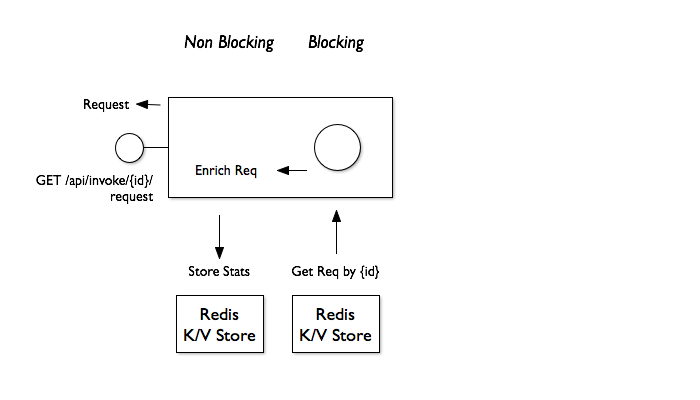 Non Blocking
Blocking
Request
GET /api/invoke/{id}/
request
Enrich Req
Store Stats
Get Req by {id}
Redis
K/V Store
Redis
K/V Store